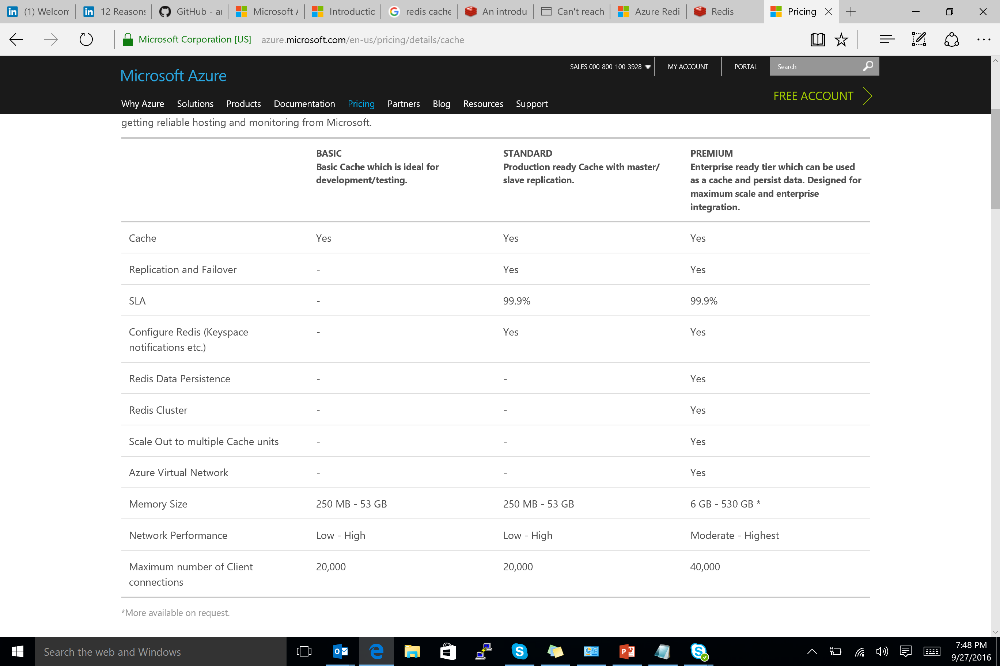 (1) Welcom
12 Reasons
GitHub - ar
Microsoft A
Introductic
redis cache
An introdu
Can't reach
Azure Redi
Redis
Pricing
Microsoft Corporation [US] azure.microsoft.com/en-us/pricing/details/cache
SALES 000-800-100-3928 MY ACCOUNT PORTAL Search
Microsoft Azure
FREE ACCOUNT
Why Azure Solutions Products Documentation Pricing Partners Blog Resources Support
getting reliable hosting and monitoring from Microsoft.
BASIC
Basic Cache which is ideal for
development/testing.
STANDARD
Production ready Cache with master/
slave replication.
PREMIUM
Enterprise ready tier which can be used
as a cache and persist data. Designed for
maximum scale and enterprise
integration.
Cache Yes Yes Yes
Replication and Failover - Yes Yes
SLA - 99.9% 99.9%
Configure Redis (Keyspace
notifications etc.) - Yes Yes
Redis Data Persistence - - Yes
Redis Cluster - - Yes
Scale Out to multiple Cache units - - Yes
Azure Virtual Network - - Yes
Memory Size 250 MB - 53 GB 250 MB - 53 GB 6 GB - 530 GB *
Network Performance Low - High Low - High Moderate - Highest
Maximum number of Client
connections 20,000 20,000 40,000
*More available on request.
Search the web and Windows
7:48 PM
9/27/2016